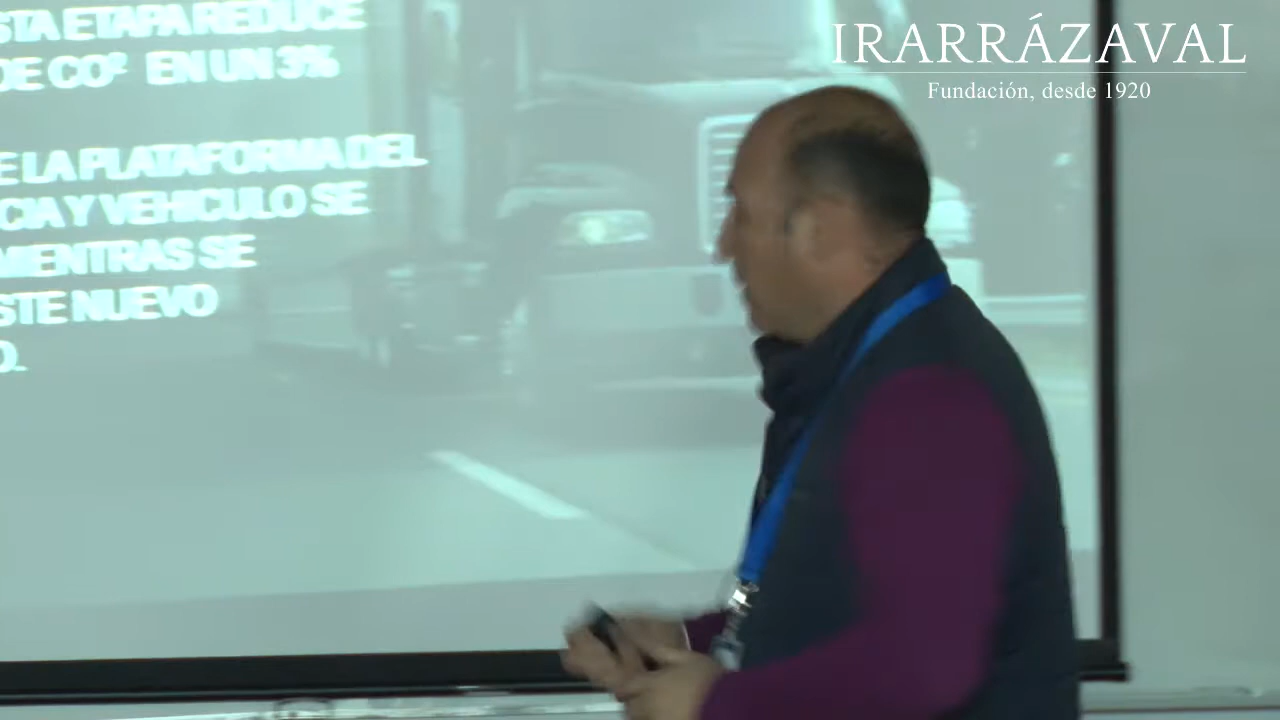 IRARRÁZAVAL
Fundación, desde 1920
STA ETAPA REDUCE
DE CO² EN UN 3%
E LA PLATAFORMA DEL
CIA Y VEHICULO SE
MIENTRAS SE
STE NUEVO
O.